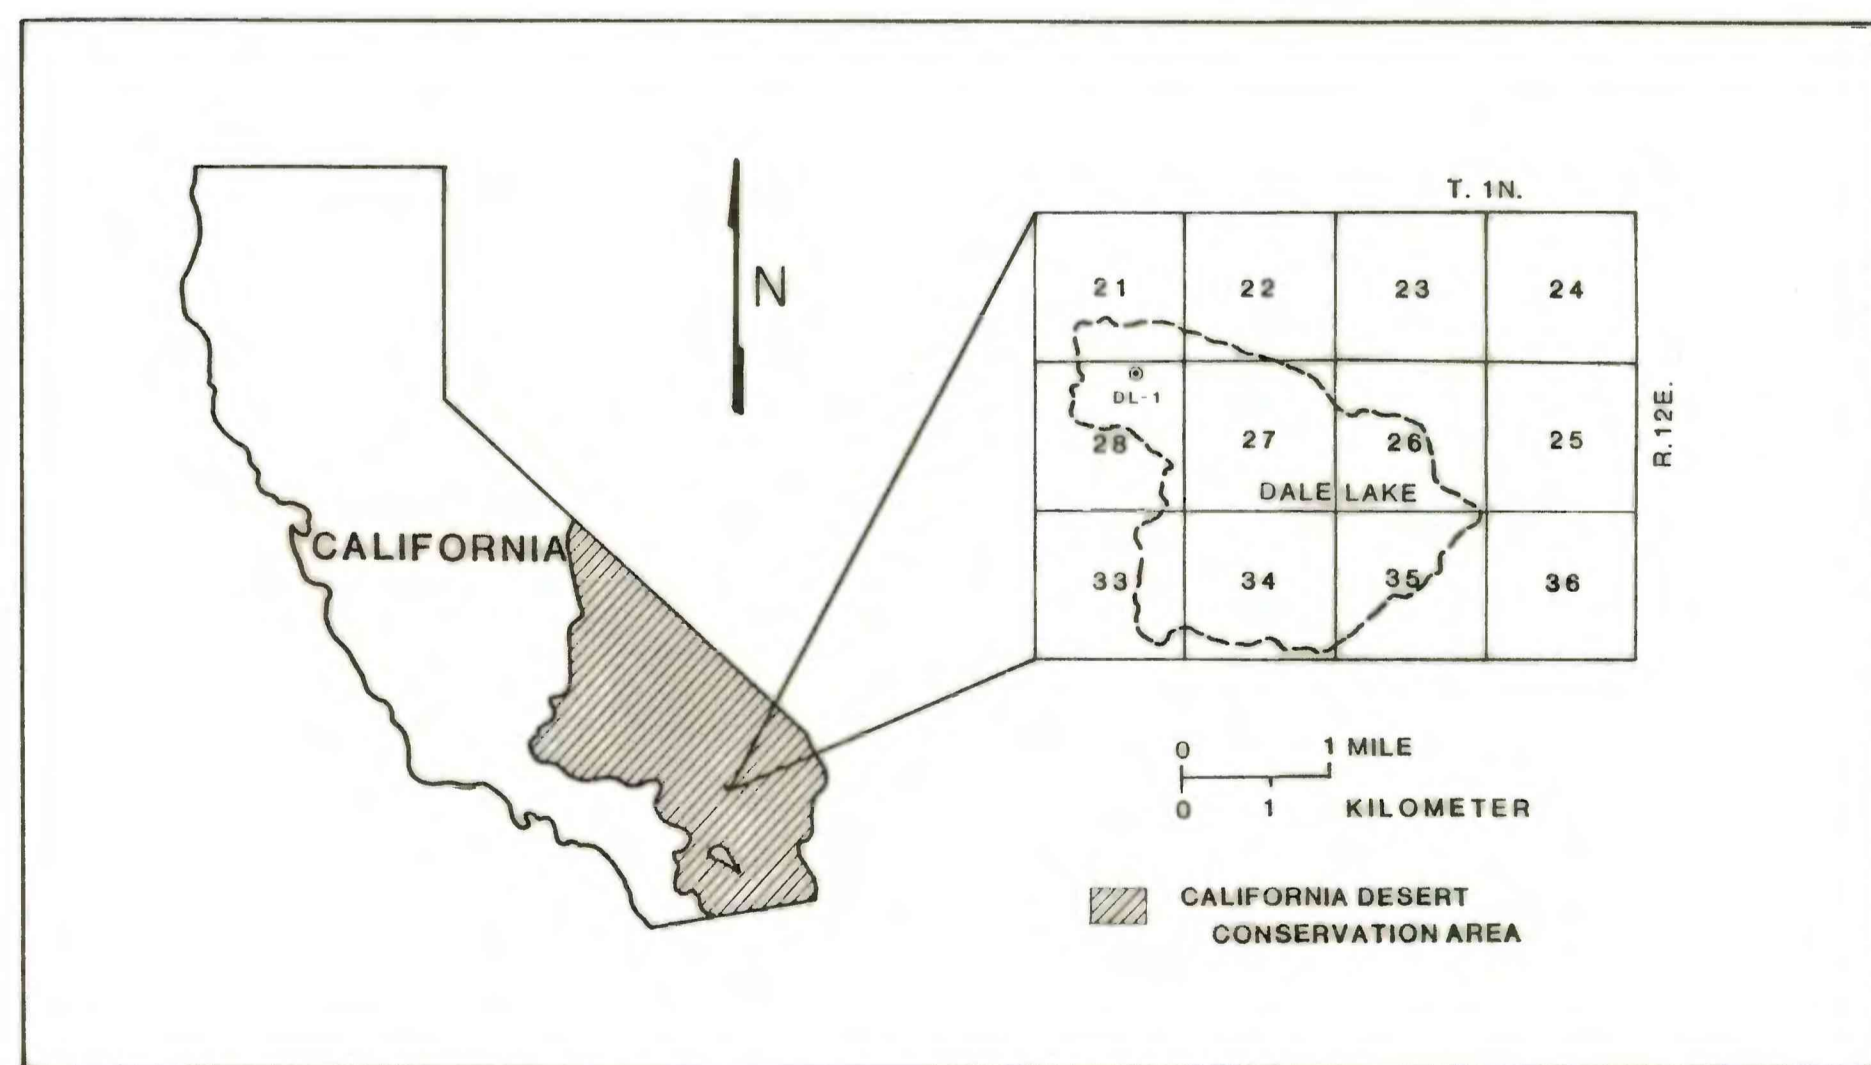 CALIFORNIA
N
T. 1N.
21 22 23 24
DL-1
28 27 26 25
DALE LAKE
33 34 35 36
R.12E.
0 1 MILE
0 1 KILOMETER
CALIFORNIA DESERT
CONSERVATION AREA